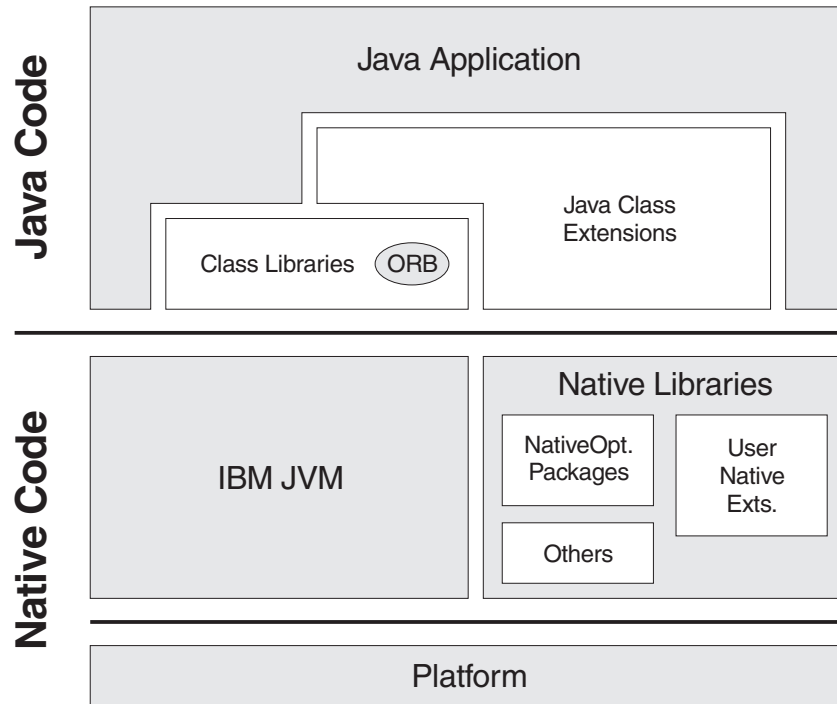 Java Code
Java Application
Java Class
Extensions
Class Libraries
ORB
Native Code
IBM JVM
Native Libraries
NativeOpt.
Packages
User
Native
Exts.
Others
Platform